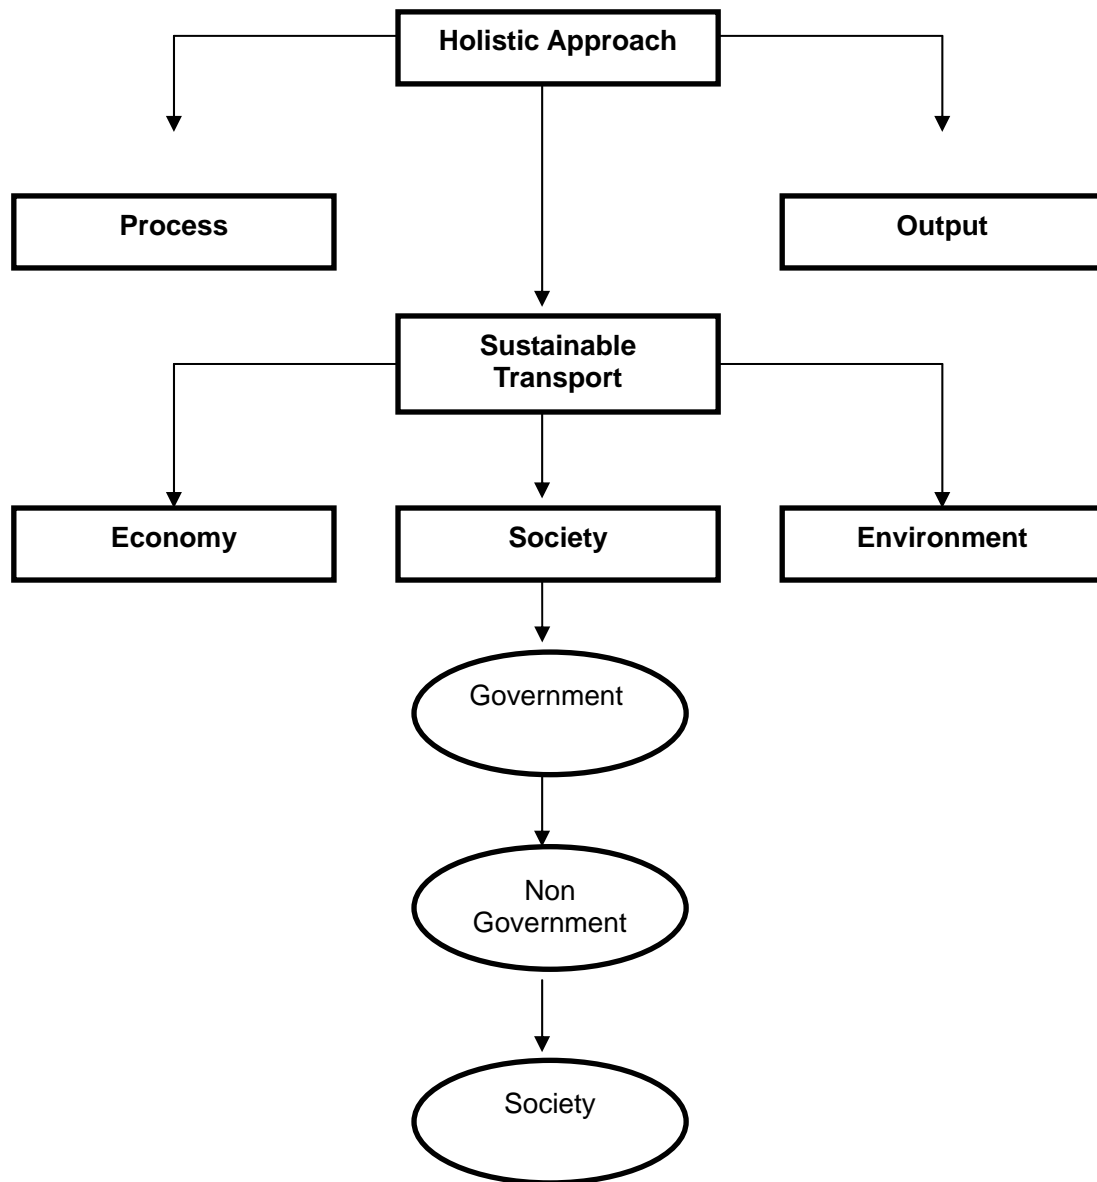 Holistic Approach
Process
Output
Sustainable
Transport
Economy
Society
Environment
Government
Non
Government
Society